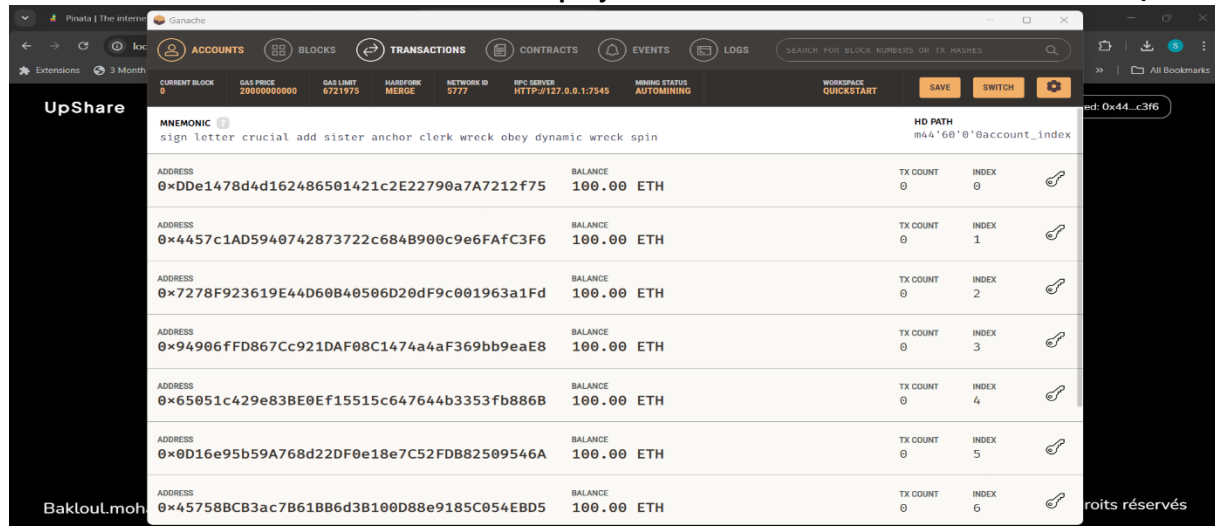 Pinata | The interne
Ganache
loc
ACCOUNTS BLOCKS TRANSACTIONS CONTRACTS EVENTS LOGS SEARCH FOR BLOCK NUMBERS OR TX HASHES
S
Extensions 3 Month
» All Bookmarks
CURRENT BLOCK GAS PRICE GAS LIMIT HARDFORK NETWORK ID RPC SERVER MINING STATUS WORKSPACE
0 20000000000 6721975 MERGE 5777 HTTP://127.0.0.1:7545 AUTOMINING QUICKSTART SAVE SWITCH
UpShare
ed: 0x44...c3f6
MNEMONIC ? HD PATH
sign letter crucial add sister anchor clerk wreck obey dynamic wreck spin m44'60'0'0account_index
ADDRESS BALANCE TX COUNT INDEX
0×DDe1478d4d162486501421c2E22790a7A7212f75 100.00 ETH 0 0
ADDRESS BALANCE TX COUNT INDEX
0×4457c1AD5940742873722c684B900c9e6FAfC3F6 100.00 ETH 0 1
ADDRESS BALANCE TX COUNT INDEX
0×7278F923619E44D60B40506D20dF9c001963a1Fd 100.00 ETH 0 2
ADDRESS BALANCE TX COUNT INDEX
0×94906fFD867Cc921DAF08C1474a4aF369bb9eaE8 100.00 ETH 0 3
ADDRESS BALANCE TX COUNT INDEX
0×65051c429e83BE0Ef15515c647644b3353fb886B 100.00 ETH 0 4
ADDRESS BALANCE TX COUNT INDEX
0×0D16e95b59A768d22DF0e18e7C52FDB82509546A 100.00 ETH 0 5
ADDRESS BALANCE TX COUNT INDEX
0×45758BCB3ac7B61BB6d3B100D88e9185C054EBD5 100.00 ETH 0 6
Bakloul.moh
roits réservés